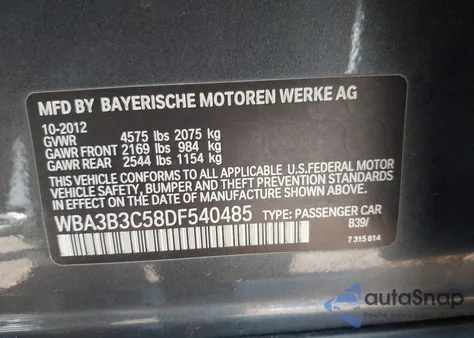 MFD BY BAYERISCHE MOTOREN WERKE AG
10-2012
GVWR 4575 lbs 2075 kg
GAWR FRONT 2169 lbs 984 kg
GAWR REAR 2544 lbs 1154 kg
THIS VEHICLE CONFORMS TO ALL APPLICABLE U.S.FEDERAL MOTOR
VEHICLE SAFETY, BUMPER, AND THEFT PREVENTION STANDARDS
IN EFFECT ON THE DATE OF MANUFACTURE SHOWN ABOVE.
WBA3B3C58DF540485 TYPE: PASSENGER CAR
B39/
7 315 814
autoSnap